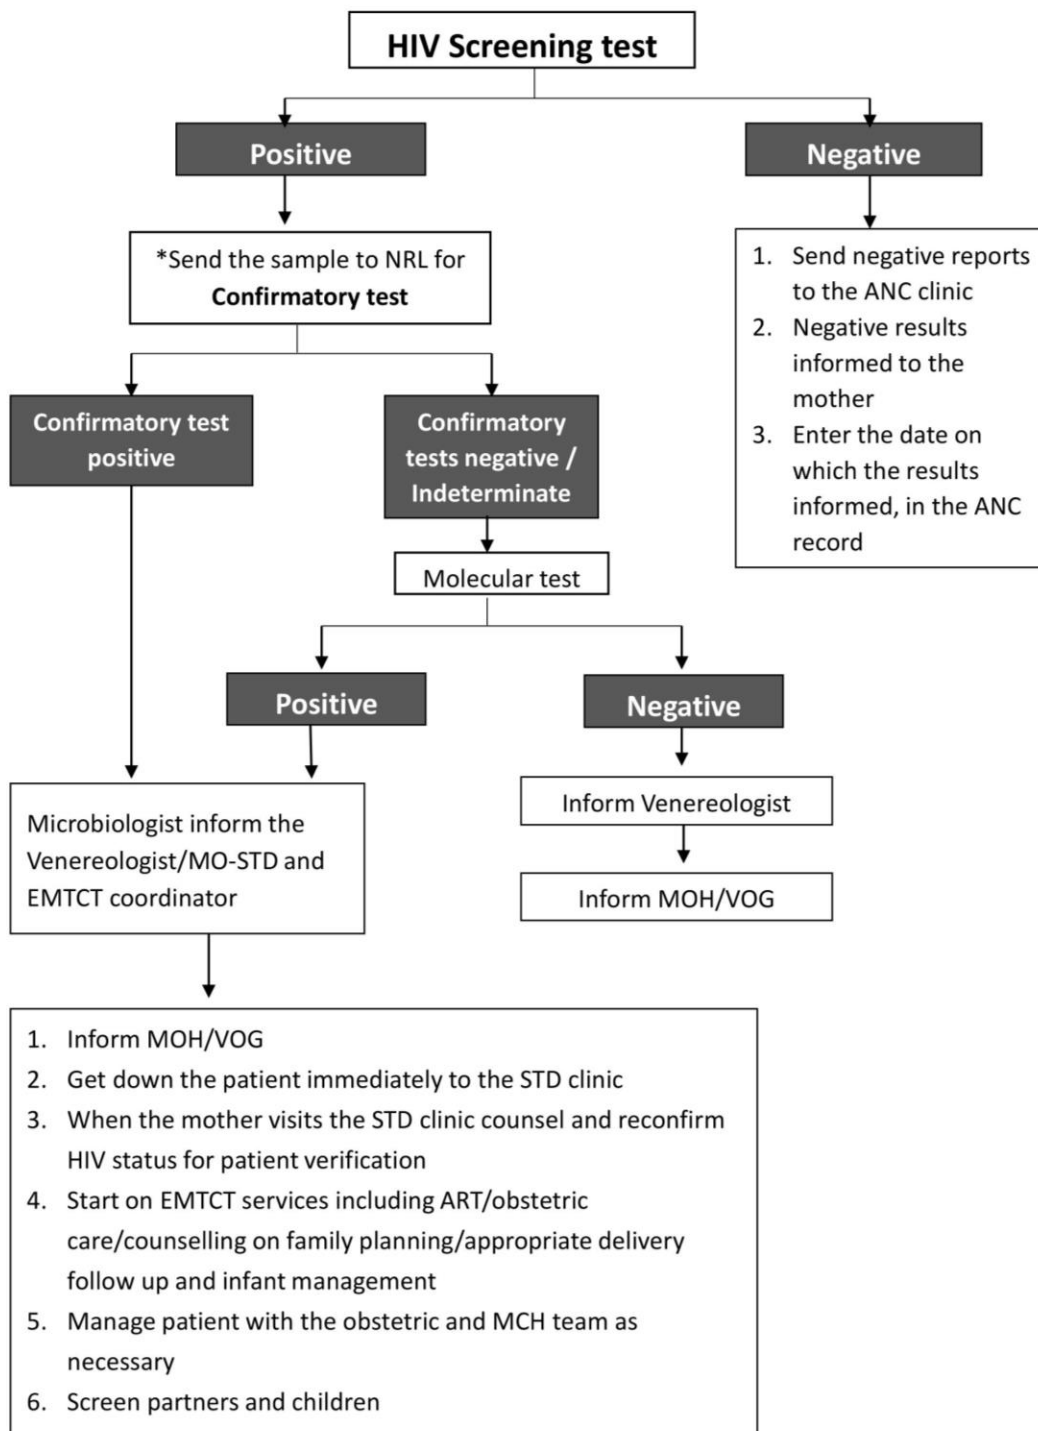 HIV Screening test
Positive
Negative
*Send the sample to NRL for
Confirmatory test
1. Send negative reports
to the ANC clinic
2. Negative results
informed to the
mother
3. Enter the date on
which the results
informed, in the ANC
record
Confirmatory test
positive
Confirmatory
tests negative /
Indeterminate
Molecular test
Positive
Negative
Microbiologist inform the
Venereologist/MO-STD and
EMTCT coordinator
Inform Venereologist
Inform MOH/VOG
1. Inform MOH/VOG
2. Get down the patient immediately to the STD clinic
3. When the mother visits the STD clinic counsel and reconfirm
HIV status for patient verification
4. Start on EMTCT services including ART/obstetric
care/counselling on family planning/appropriate delivery
follow up and infant management
5. Manage patient with the obstetric and MCH team as
necessary
6. Screen partners and children